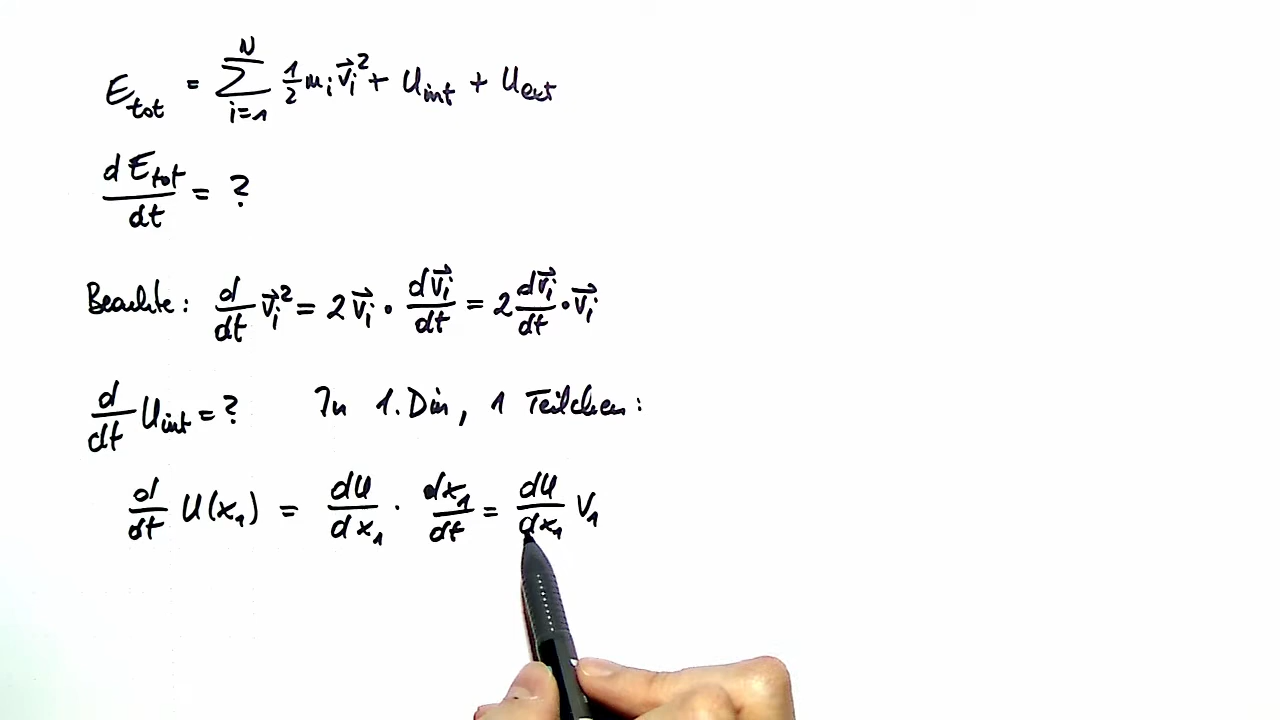 E_tot = ∑_{i=1}^{N} 1/2 m_i v⃗_i² + U_int + U_ext
dE_tot/dt = ?
Beachte: d/dt v⃗_i² = 2 v⃗_i · dv⃗_i/dt = 2 dv⃗_i/dt · v⃗_i
d/dt U_int = ? In 1. Dim, 1 Teilchen:
d/dt U(x_1) = dU/dx_1 · dx_1/dt = dU/dx_1 v_1